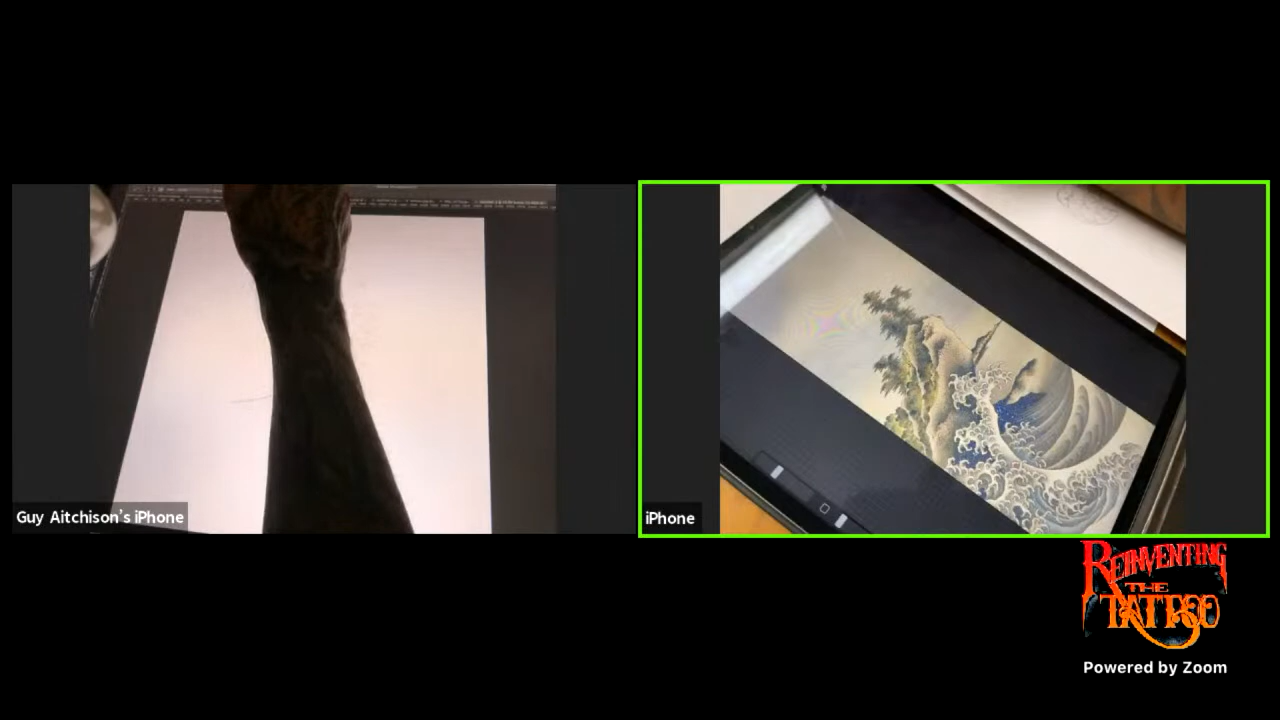 Guy Aitchison's iPhone
iPhone
REINVENTING
THE
TATTOO
Powered by Zoom